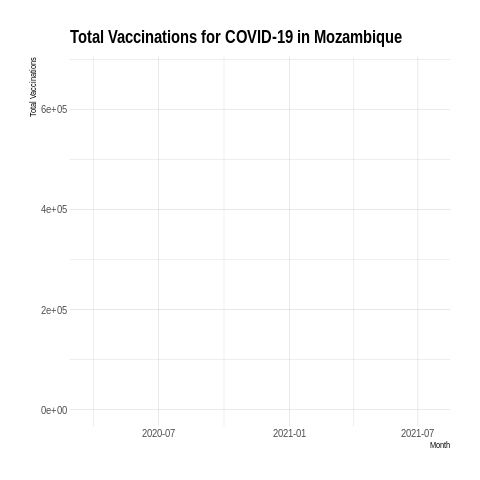 Total Vaccinations for COVID-19 in Mozambique
Total Vaccinations
6e+05
4e+05
2e+05
0e+00
2020-07
2021-01
2021-07
Month